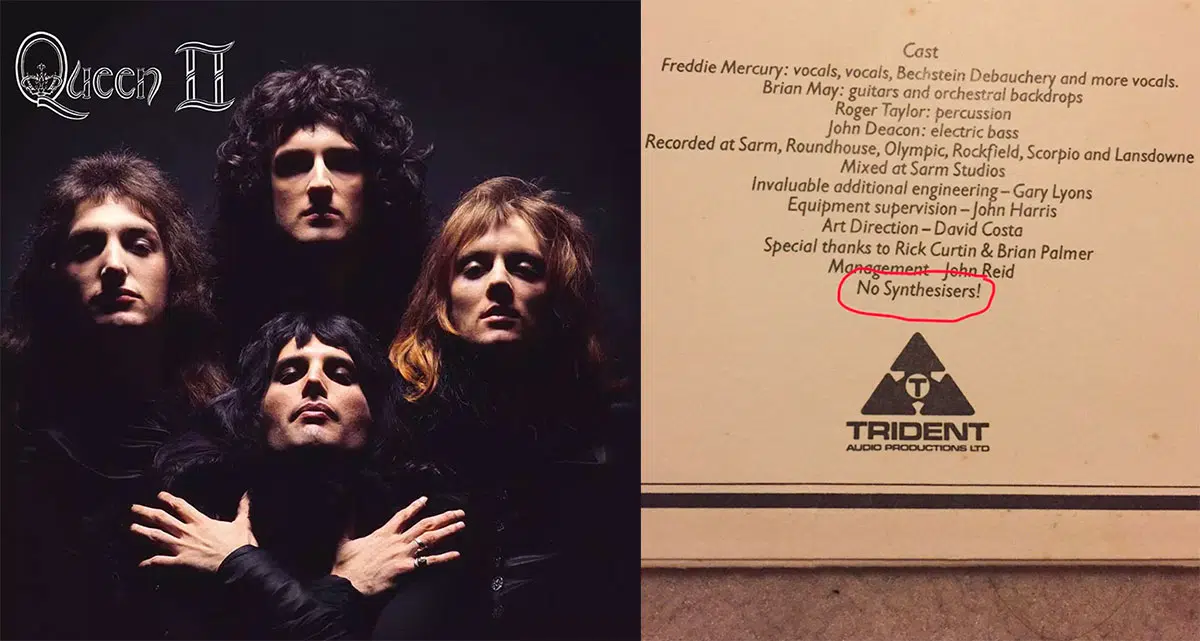 Queen II
Cast
Freddie Mercury: vocals, vocals, Bechstein Debauchery and more vocals.
Brian May: guitars and orchestral backdrops
Roger Taylor: percussion
John Deacon: electric bass
Recorded at Sarm, Roundhouse, Olympic, Rockfield, Scorpio and Lansdowne
Mixed at Sarm Studios
Invaluable additional engineering – Gary Lyons
Equipment supervision – John Harris
Art Direction – David Costa
Special thanks to Rick Curtin & Brian Palmer
Management – John Reid
No Synthesisers!
T
TRIDENT
AUDIO PRODUCTIONS LTD